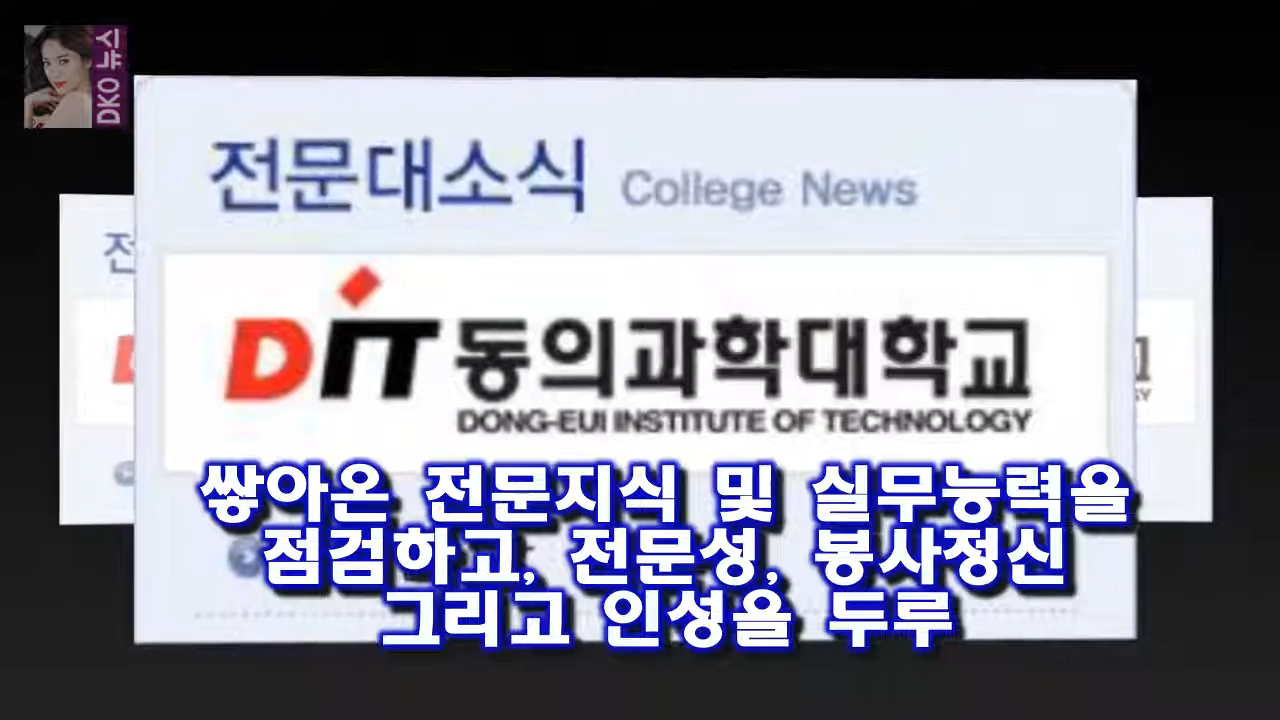 DKO 뉴스
전문대소식 College News
DIT 동의과학대학교
DONG-EUI INSTITUTE OF TECHNOLOGY
쌓아온 전문지식 및 실무능력을
점검하고, 전문성, 봉사정신
그리고 인성을 두루